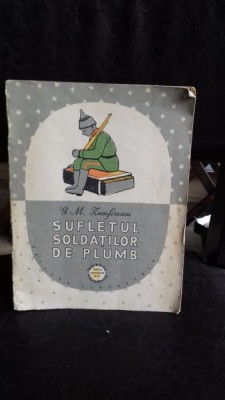 G. M. Zamfirescu
SUFLETUL
SOLDAȚILOR
DE PLUMB